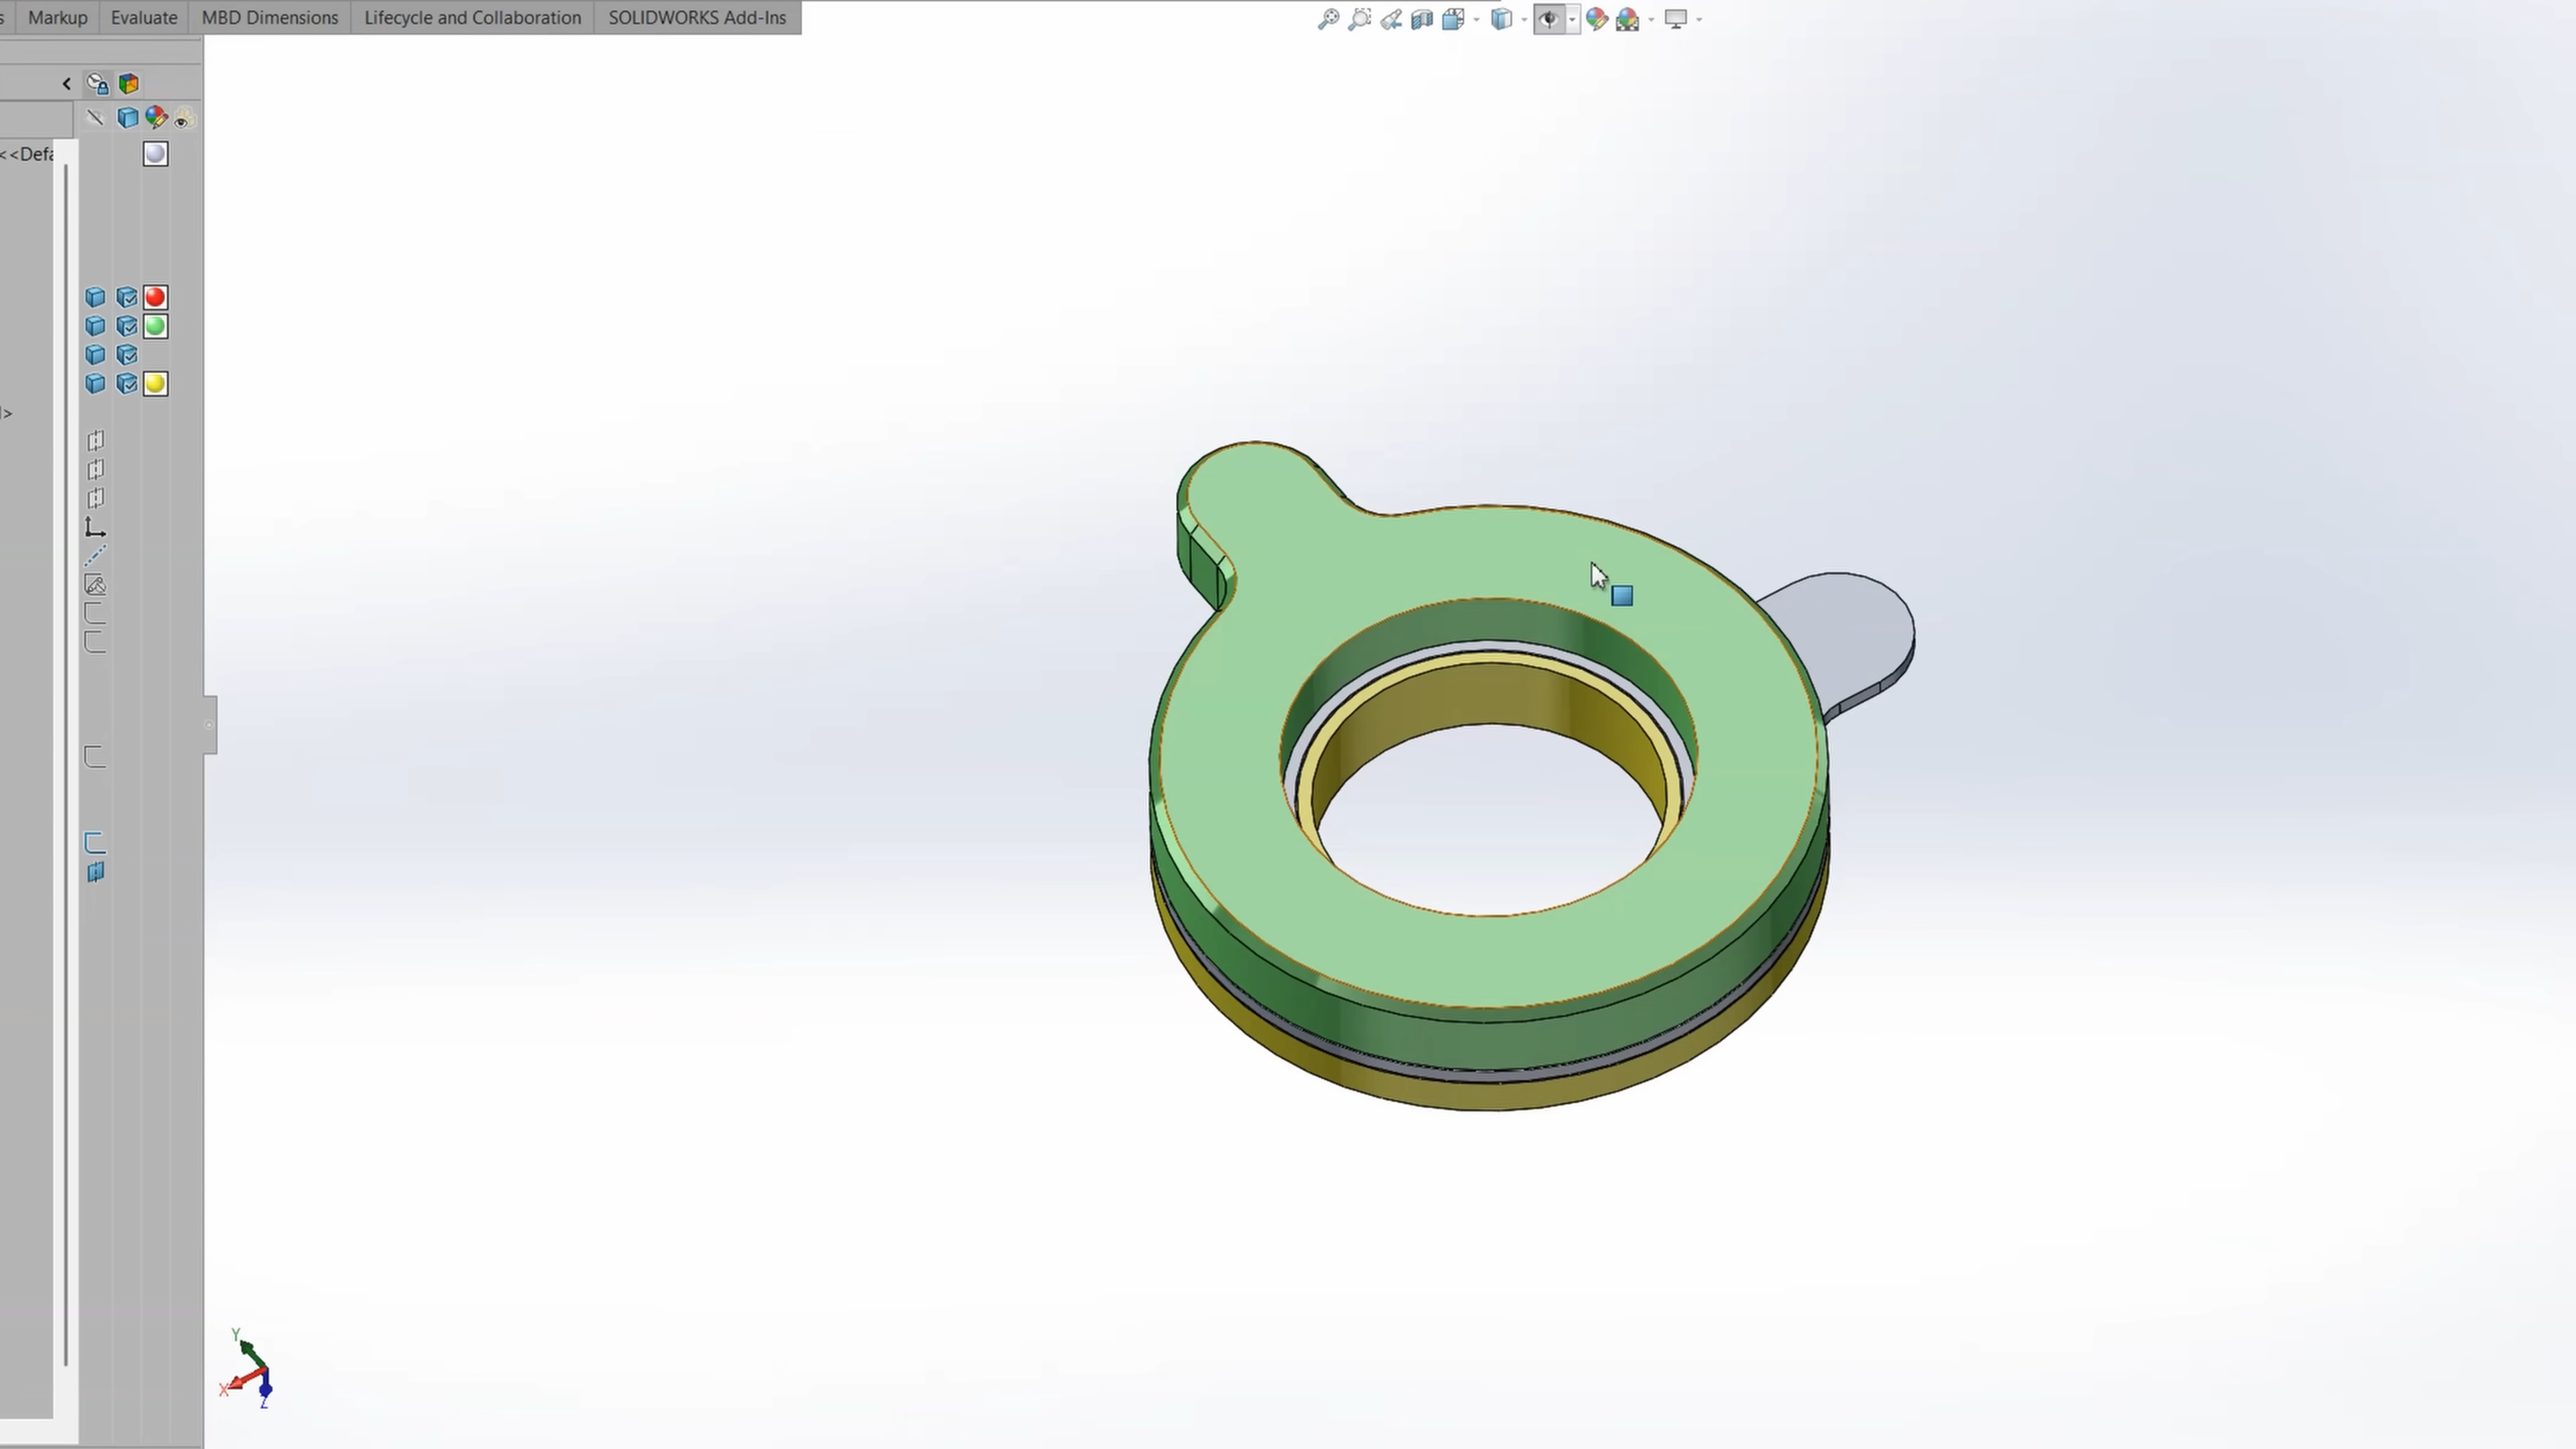 s
Markup
Evaluate
MBD Dimensions
Lifecycle and Collaboration
SOLIDWORKS Add-Ins
<<Defa
>
Y
X
Z